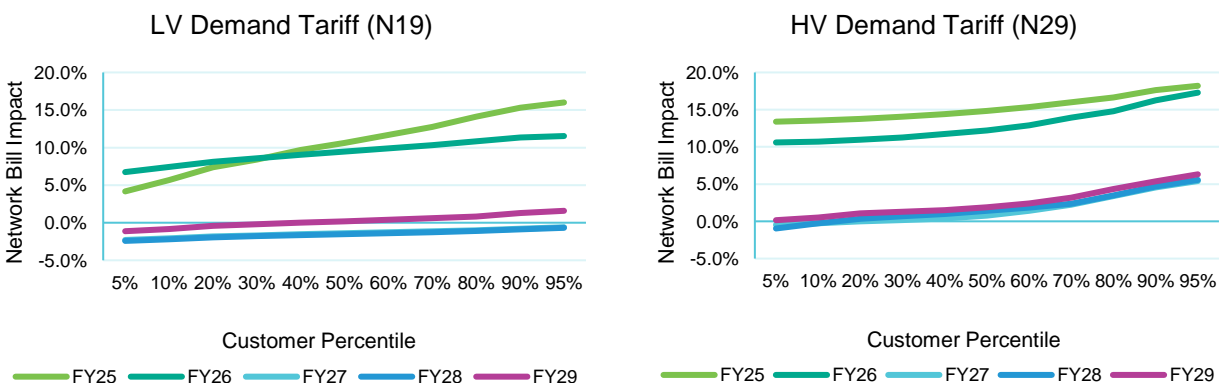 LV Demand Tariff (N19)
Network Bill Impact
20.0%
15.0%
10.0%
5.0%
0.0%
-5.0%
5% 10% 20% 30% 40% 50% 60% 70% 80% 90% 95%
Customer Percentile
FY25 FY26 FY27 FY28 FY29
HV Demand Tariff (N29)
Network Bill Impact
20.0%
15.0%
10.0%
5.0%
0.0%
-5.0%
5% 10% 20% 30% 40% 50% 60% 70% 80% 90% 95%
Customer Percentile
FY25 FY26 FY27 FY28 FY29